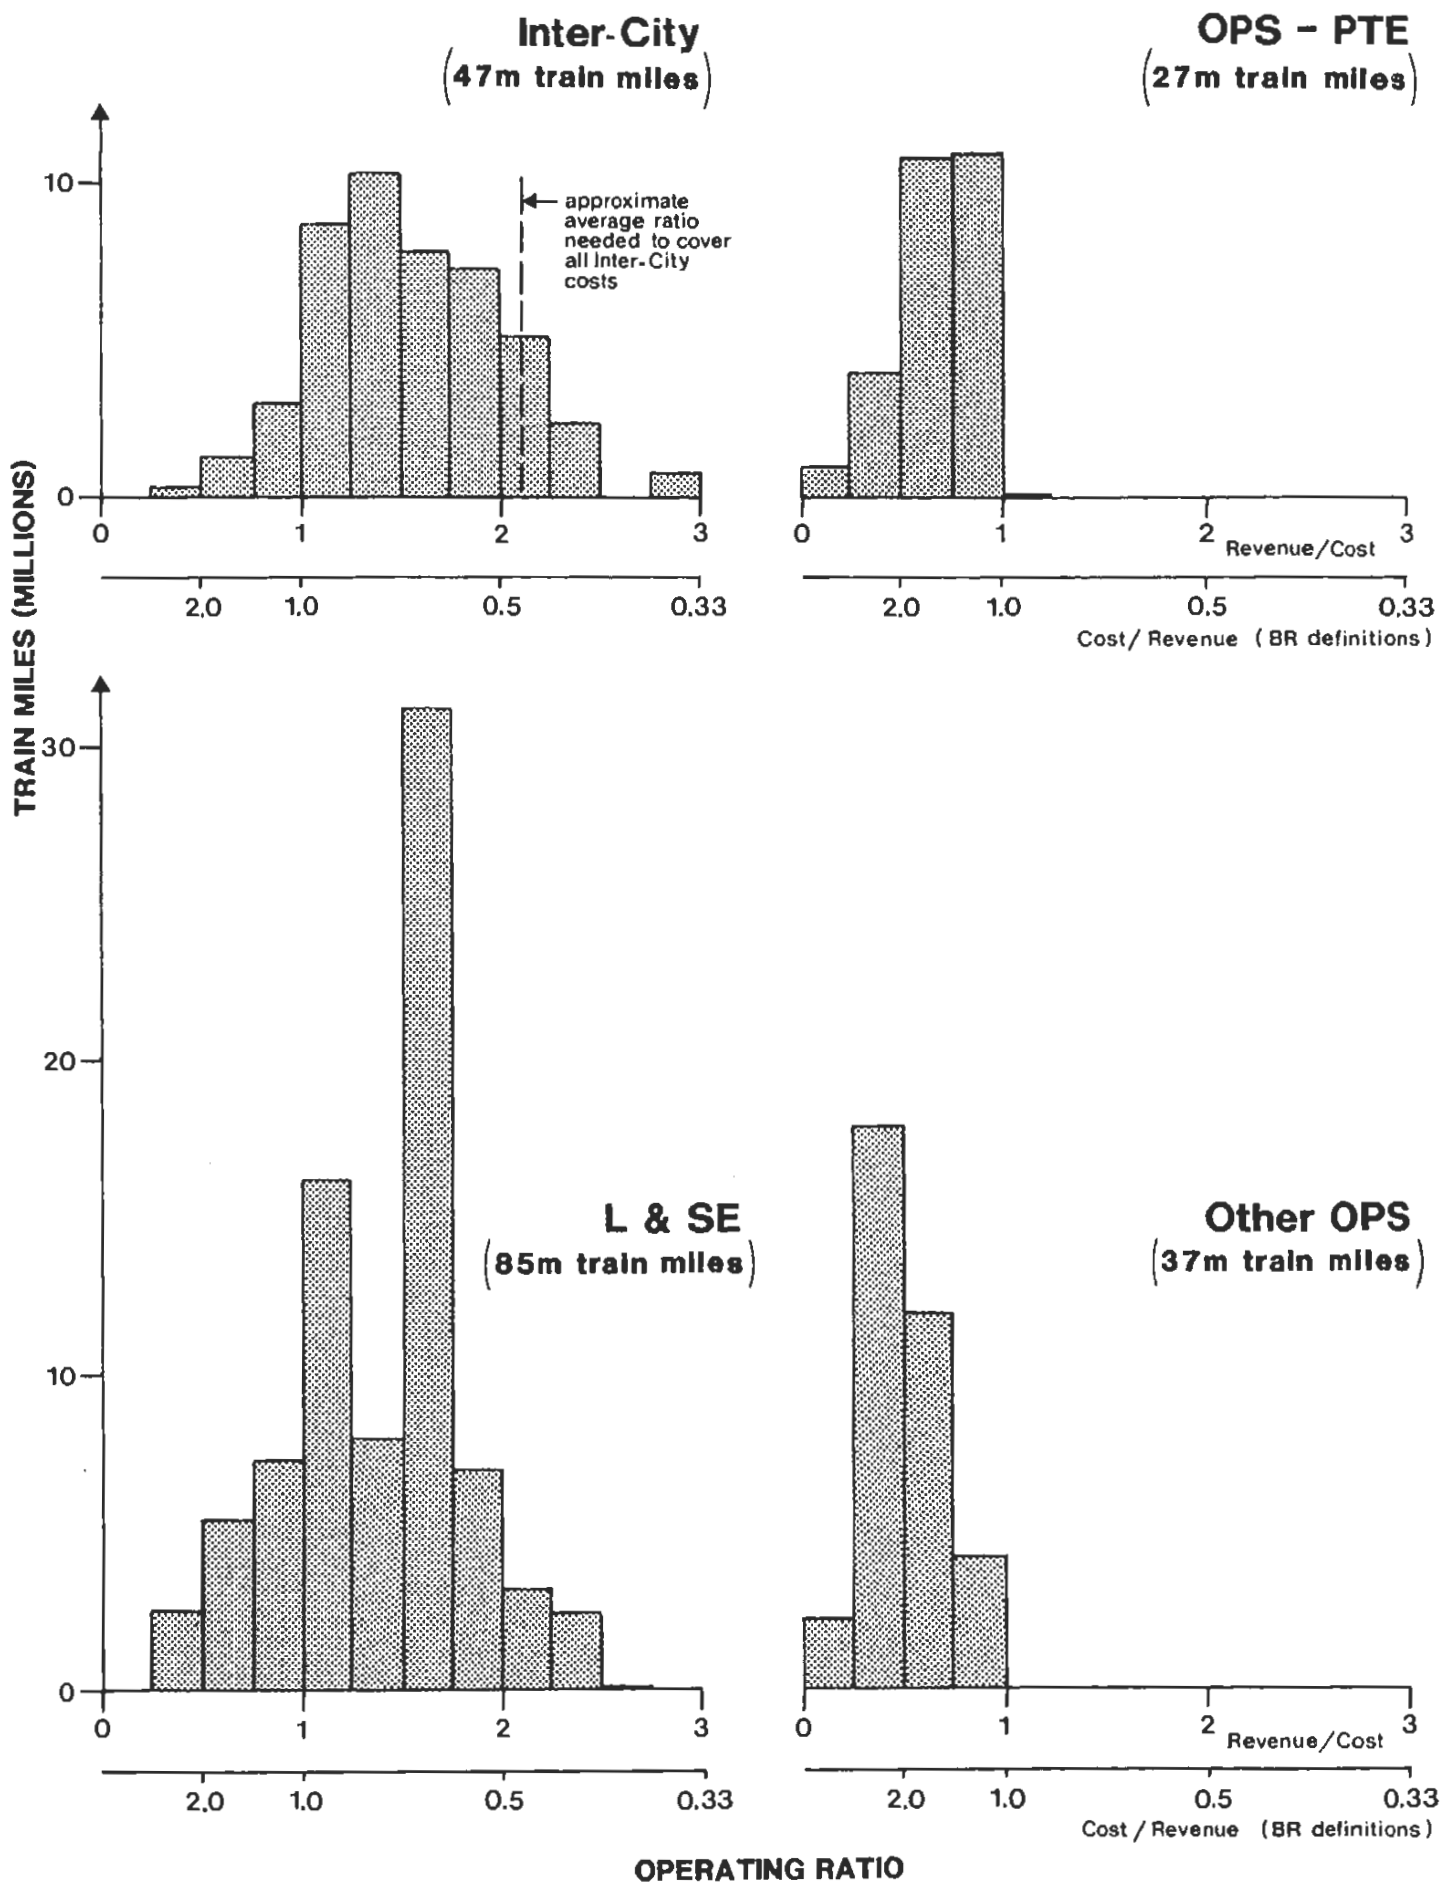 Inter-City
(47m train miles)
OPS – PTE
(27m train miles)
10
0
approximate
average ratio
needed to cover
all Inter-City
costs
0 1 2 3
0 1 2 3
Revenue/Cost
2.0 1.0 0.5 0.33
2.0 1.0 0.5 0.33
Cost/Revenue (BR definitions)
TRAIN MILES (MILLIONS)
30
20
10
0
L & SE
(85m train miles)
Other OPS
(37m train miles)
0 1 2 3
0 1 2 3
Revenue/Cost
2.0 1.0 0.5 0.33
2.0 1.0 0.5 0.33
Cost/Revenue (BR definitions)
OPERATING RATIO